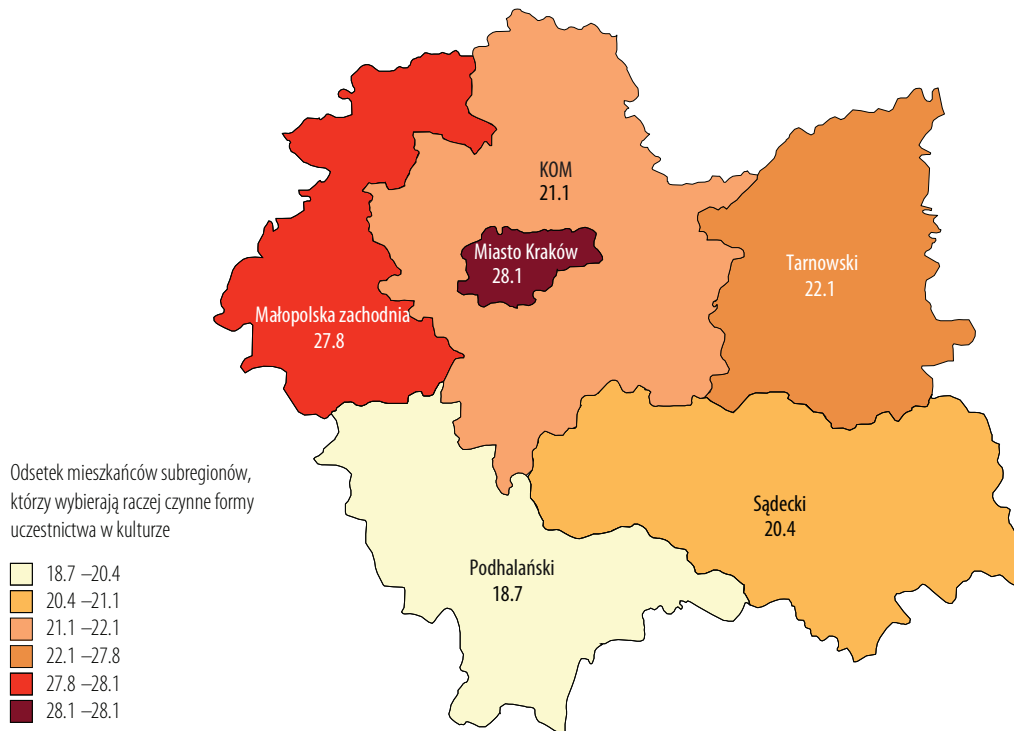 KOM
21.1
Miasto Kraków
28.1
Tarnowski
22.1
Małopolska zachodnia
27.8
Sądecki
20.4
Podhalański
18.7
Odsetek mieszkańców subregionów,
którzy wybierają raczej czynne formy
uczestnictwa w kulturze
18.7 –20.4
20.4 –21.1
21.1 –22.1
22.1 –27.8
27.8 –28.1
28.1 –28.1